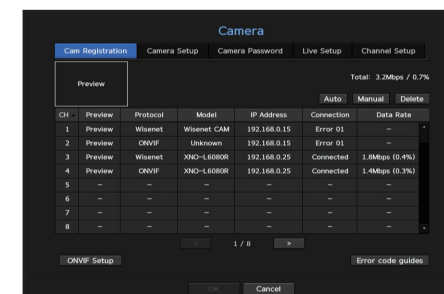 Camera
Cam Registration Camera Setup Camera Password Live Setup Channel Setup
Preview
Total: 3.2Mbps / 0.7%
Auto Manual Delete
CH Preview Protocol Model IP Address Connection Data Rate
1 Preview Wisenet Wisenet CAM 192.168.0.15 Error 01 –
2 Preview ONVIF Unknown 192.168.0.15 Error 01 –
3 Preview Wisenet XNO-L6080R 192.168.0.25 Connected 1.8Mbps (0.4%)
4 Preview ONVIF XNO-L6080R 192.168.0.25 Connected 1.4Mbps (0.3%)
5 – – – – – –
6 – – – – – –
7 – – – – – –
8 – – – – – –
< 1 / 8 >
ONVIF Setup Error code guides
OK Cancel